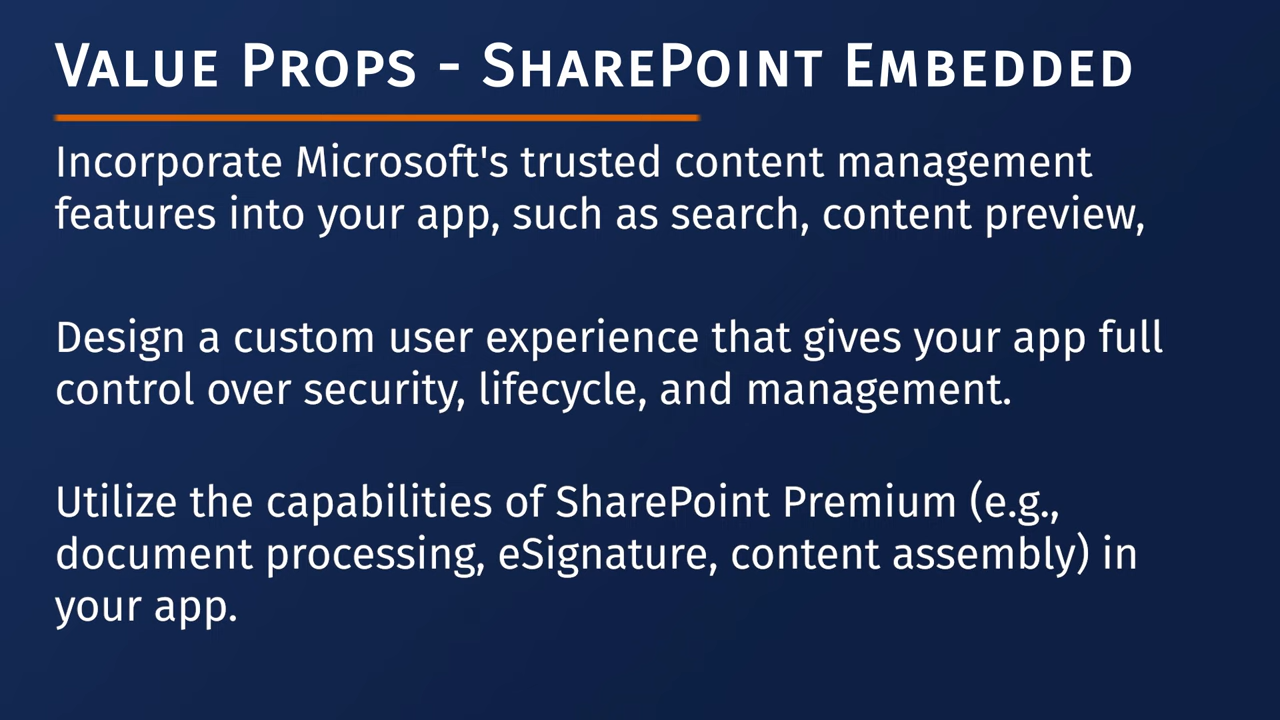 Value Props - SharePoint Embedded
Incorporate Microsoft's trusted content management
features into your app, such as search, content preview,
Design a custom user experience that gives your app full
control over security, lifecycle, and management.
Utilize the capabilities of SharePoint Premium (e.g.,
document processing, eSignature, content assembly) in
your app.